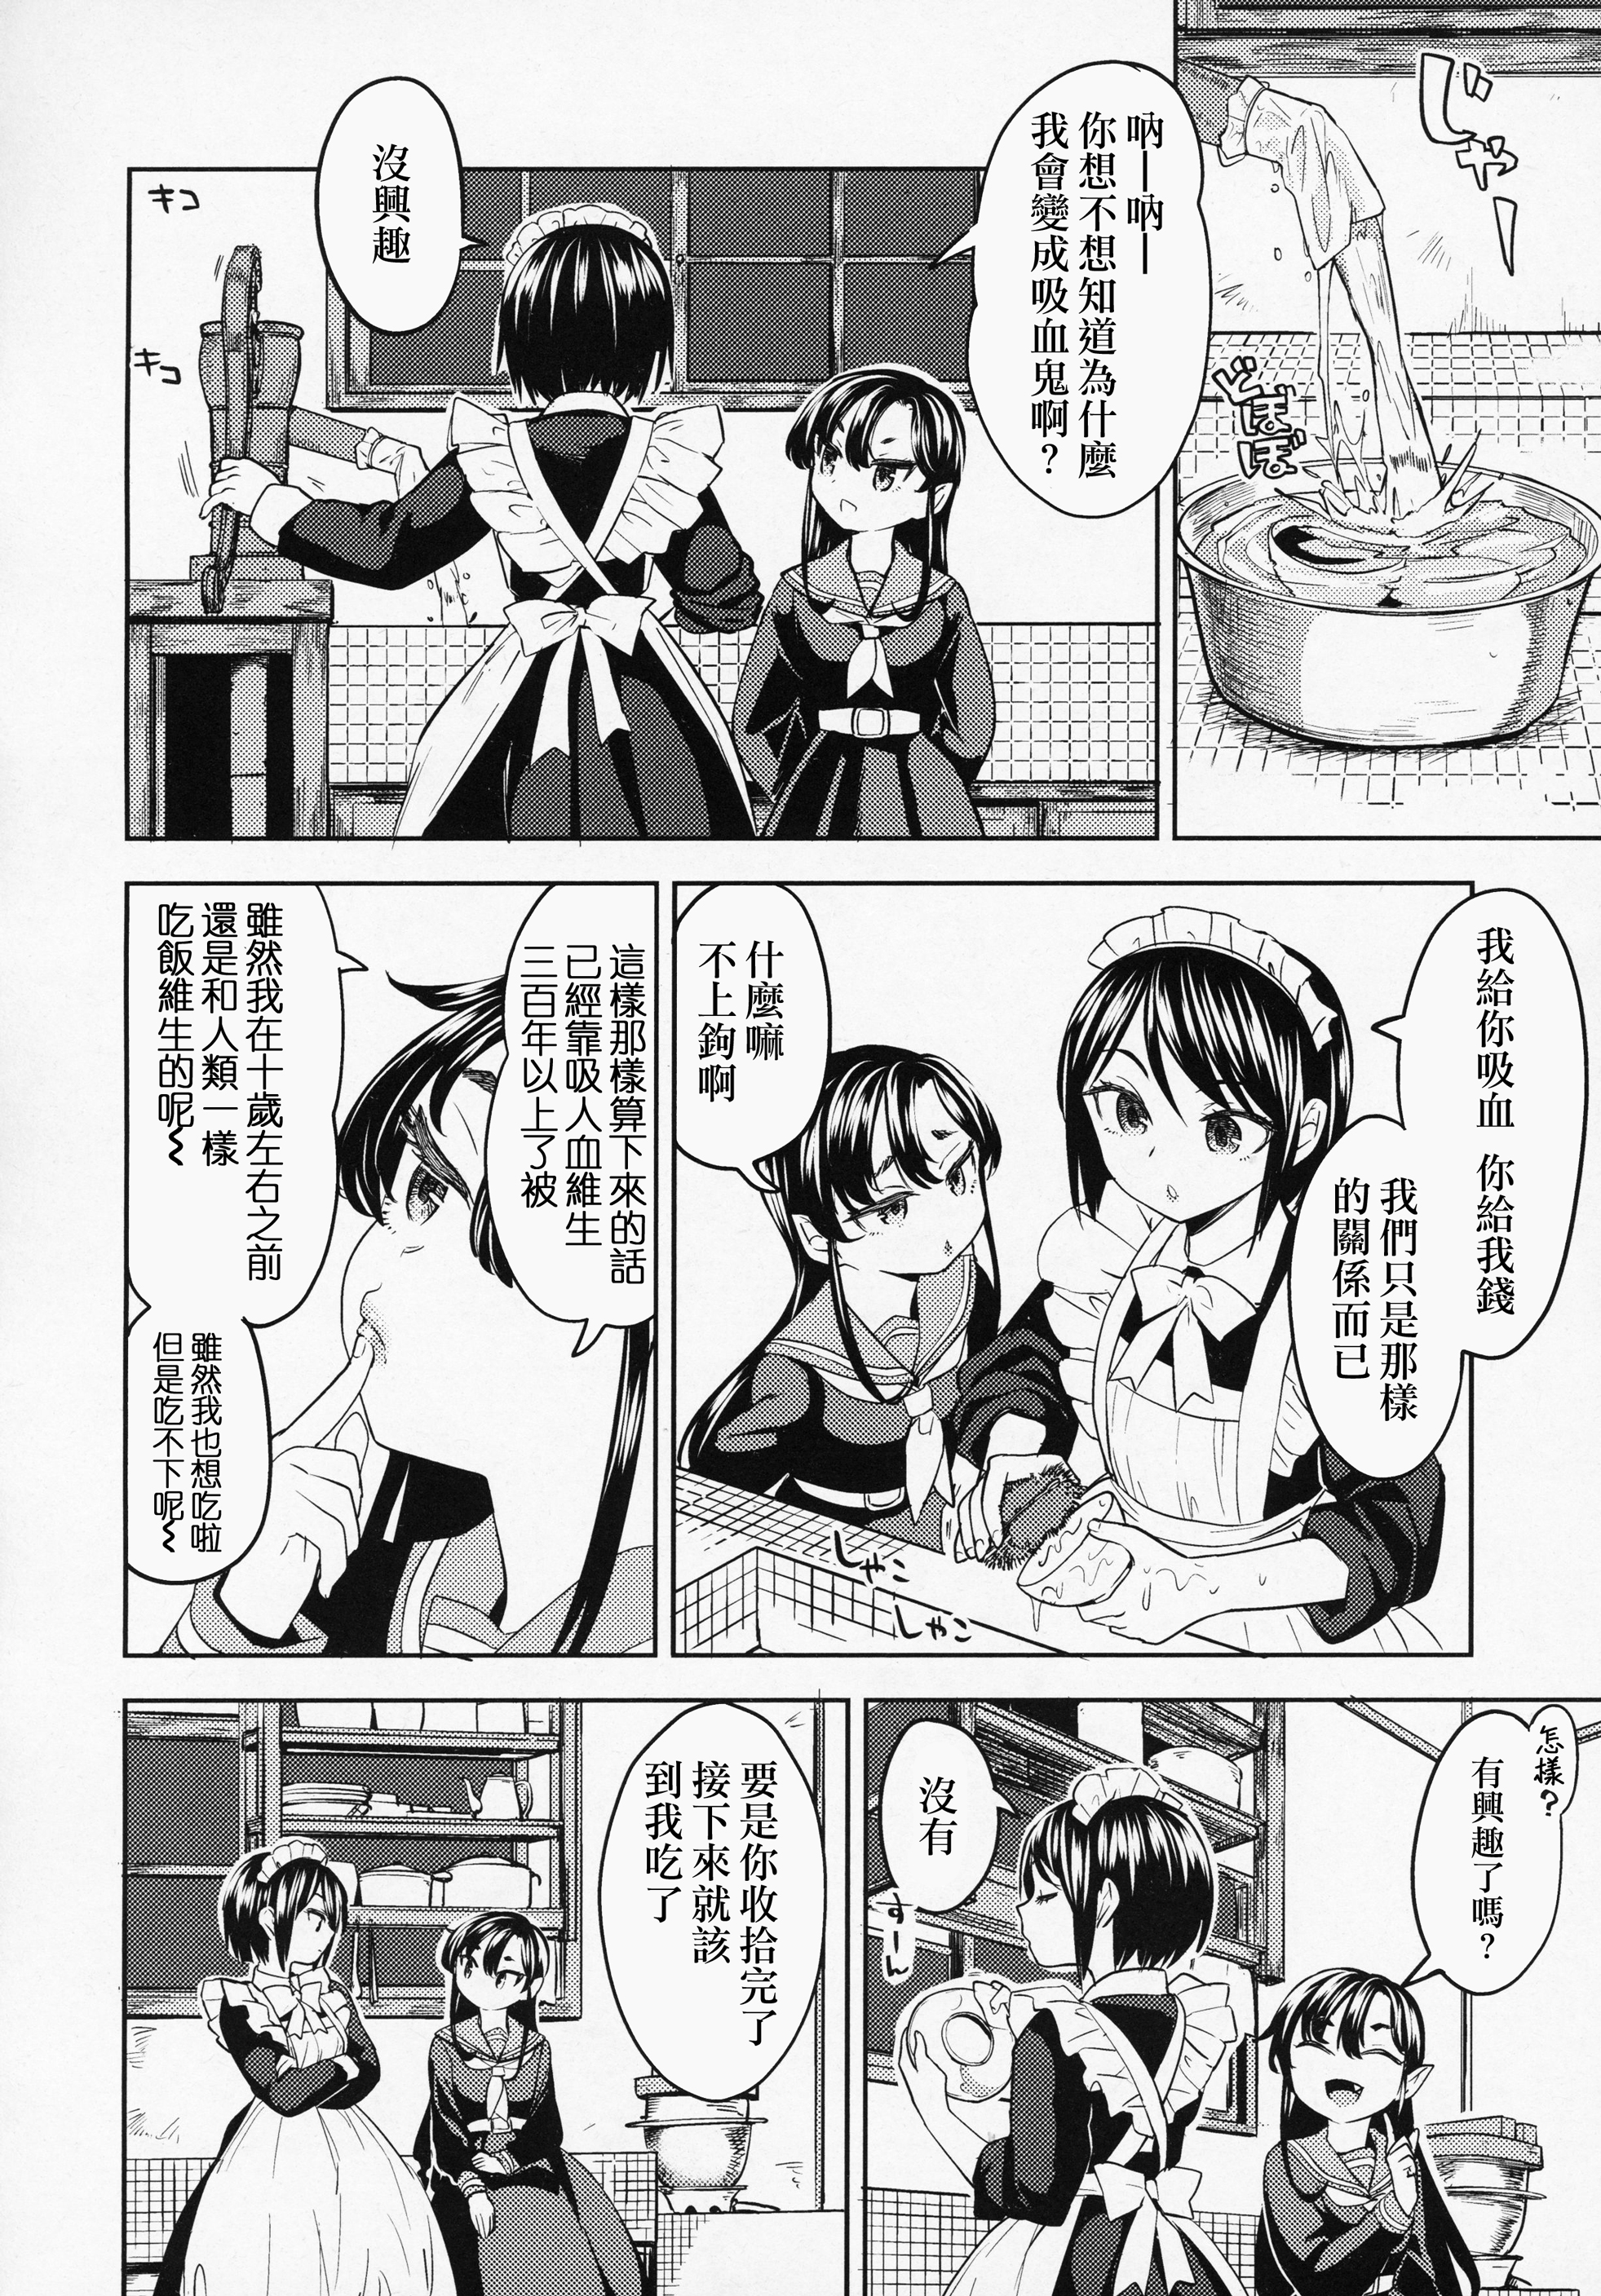 じゃー
どぼぼぼ
吶—吶—
你想不想知道為什麼
我會變成吸血鬼啊？
沒興趣
キコ
キコ
我給你吸血 你給我錢
我們只是那樣
的關係而已
什麼嘛
不上鉤啊
しゃこ
しゃこ
這樣那樣算下來的話
已經靠吸人血維生
三百年以上了被
雖然我在十歲左右之前
還是和人類一樣
吃飯維生的呢～
雖然我也想吃啦
但是吃不下呢～
怎樣？
有興趣了嗎？
沒有
すーん
要是你收拾完了
接下來就該
到我吃了